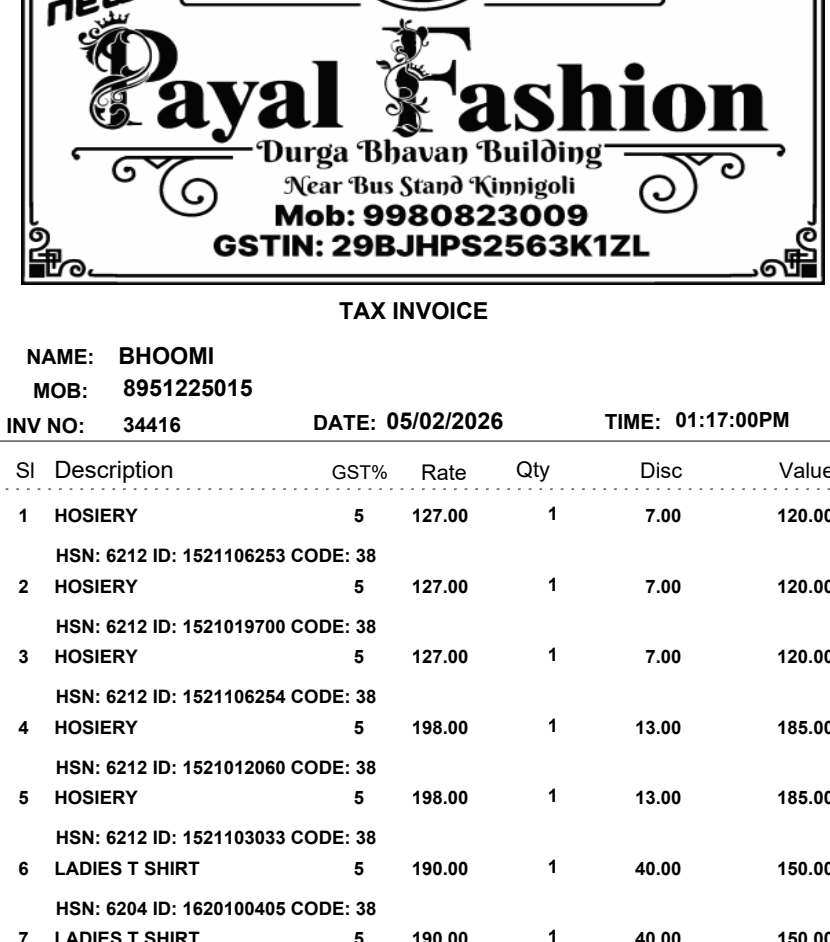 new
Payal Fashion
Durga Bhavan Building
Near Bus Stand Kinnigoli
Mob: 9980823009
GSTIN: 29BJHPS2563K1ZL
TAX INVOICE
NAME: BHOOMI
MOB: 8951225015
INV NO: 34416 DATE: 05/02/2026 TIME: 01:17:00PM
Sl Description GST% Rate Qty Disc Value
1 HOSIERY 5 127.00 1 7.00 120.00
HSN: 6212 ID: 1521106253 CODE: 38
2 HOSIERY 5 127.00 1 7.00 120.00
HSN: 6212 ID: 1521019700 CODE: 38
3 HOSIERY 5 127.00 1 7.00 120.00
HSN: 6212 ID: 1521106254 CODE: 38
4 HOSIERY 5 198.00 1 13.00 185.00
HSN: 6212 ID: 1521012060 CODE: 38
5 HOSIERY 5 198.00 1 13.00 185.00
HSN: 6212 ID: 1521103033 CODE: 38
6 LADIES T SHIRT 5 190.00 1 40.00 150.00
HSN: 6204 ID: 1620100405 CODE: 38
7 LADIES T SHIRT 5 190.00 1 40.00 150.00